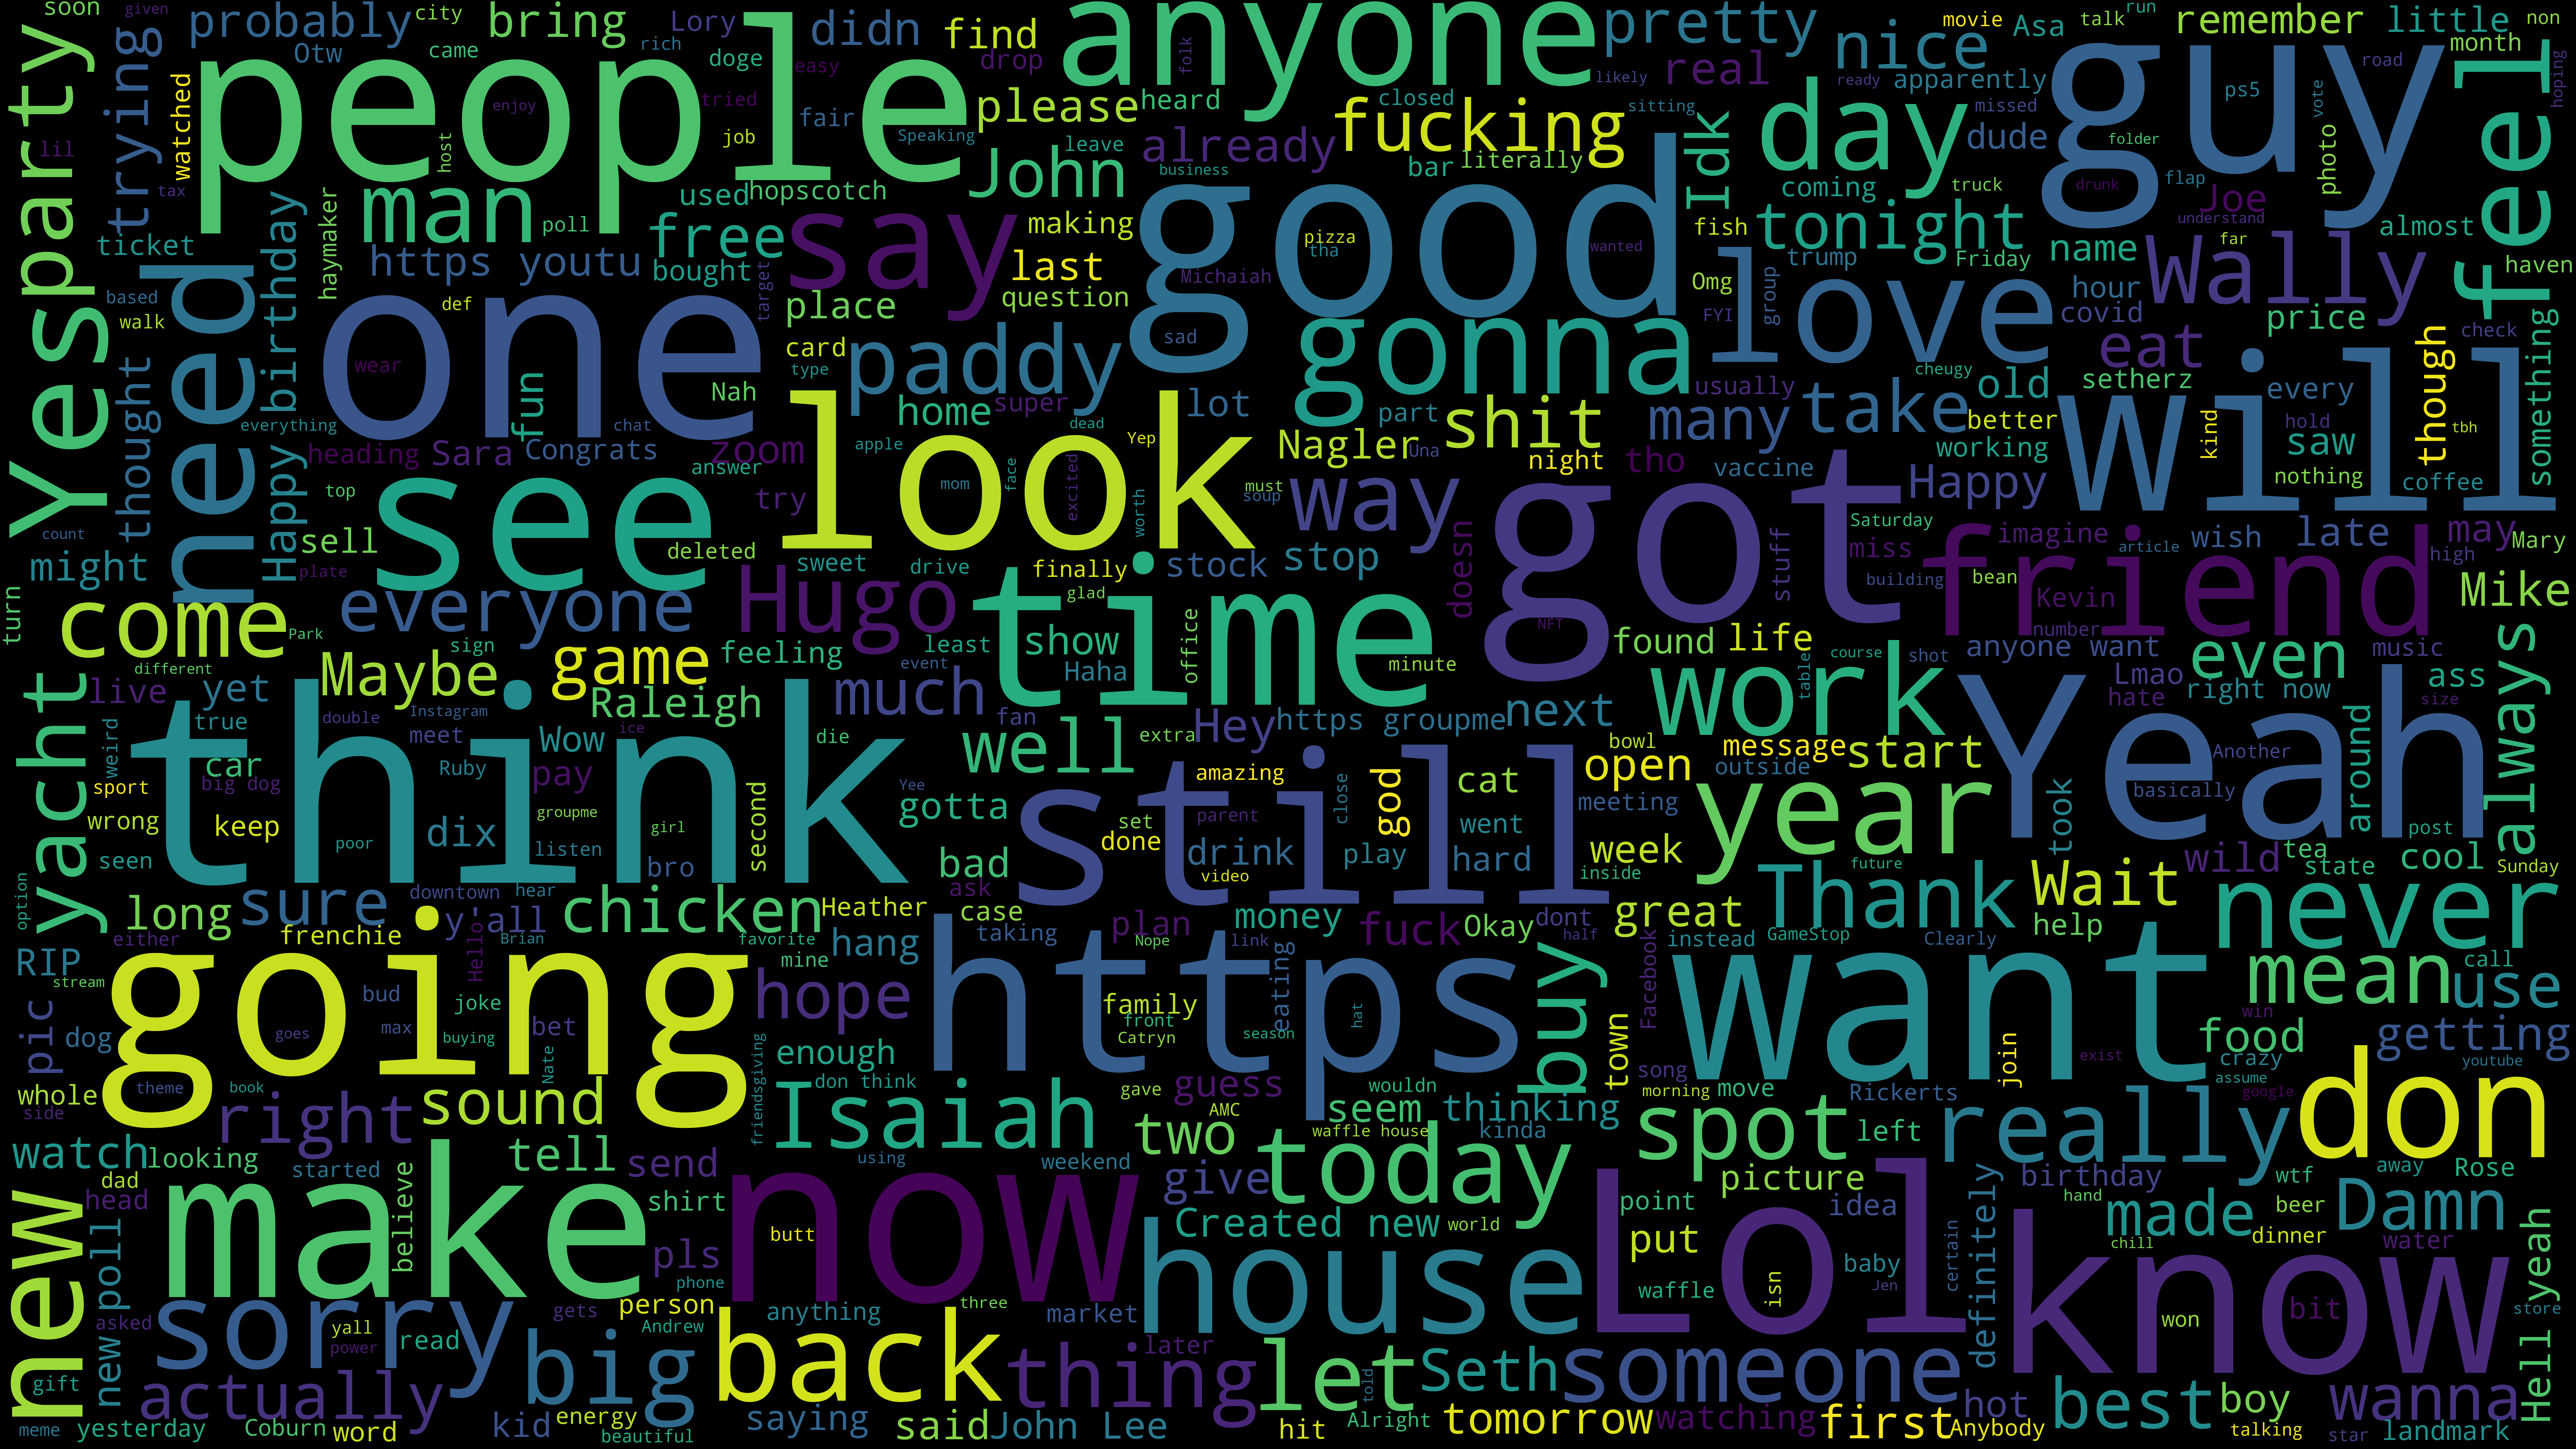 people
anyone
guy
good
one
say
look
see
time
got
will
love
gonna
friend
Yeah
think
still
going
https
want
know
Lol
now
make
house
year
work
never
don
really
today
Isaiah
back
big
sorry
someone
thing
let
actually
new
yacht
party
Yes
need
feel
always
paddy
Hugo
Wally
day
tonight
fucking
John
man
free
please
find
pretty
nice
remember
little
probably
bring
Lory
didn
trying
watched
Happy birthday
haymaker
https youtu
hopscotch
used
bought
last
making
question
place
card
Idk
already
heard
closed
literally
bar
real
movie
Asa
talk
run
non
month
soon
given
city
Otw
came
rich
doge
easy
drop
folk
tried
job
fair
Speaking
enjoy
host
poll
lil
tax
ticket
based
walk
thought
everything
def
wear
fun
chat
target
Nah
type
home
super
lot
Michaiah
pizza
tha
wanted
sad
fish
Omg
FYI
group
trump
Friday
coming
truck
missed
dude
apparently
ready
likely
sitting
business
leave
folder
drunk
flap
ps5
photo
vote
road
hoping
Joe
understand
almost
name
far
haven
hour
covid
eat
price
check
though
something
setherz
every
hold
saw
tbh
nothing
coffee
kind
cheugy
old
better
take
working
many
usually
part
shit
Nagler
Una
night
tho
vaccine
Happy
Saturday
imagine
miss
article
wish
late
may
Mary
high
building
bean
Kevin
number
Mike
anyone want
music
even
Lmao
hate
right now
ass
size
Another
basically
post
around
took
cool
Sunday
state
tea
wild
Wait
Thank
help
future
great
week
inside
meeting
open
bowl
message
start
outside
course
shot
table
life
found
doesn
stuff
way
stop
stock
must
soup
Yep
dead
apple
face
mom
excited
worth
answer
zoom
try
deleted
sweet
drive
finally
glad
show
least
office
Haha
minute
event
feeling
everyone
Sara
Congrats
heading
top
sell
count
might
plate
come
turn
Park
different
sign
game
Maybe
Raleigh
live
yet
true
double
Instagram
meet
Wow
ice
pay
die
Ruby
weird
car
sport
big dog
wrong
keep
poor
dix
groupme
listen
girl
bro
second
seen
option
downtown
hear
sure
long
y'all
chicken
Heather
frenchie
either
Hello'
Brian
favorite
mine
hang
RIP
stream
pic
dog
bud
max
joke
buying
bet
goes
Nate
hope
enough
whole
side
theme
book
sound
right
friendsgiving
don think
much
fan
well
extra
Hey
https groupme
next
amazing
close
god
cat
gotta
Yee
bad
set
done
parent
drink
play
went
hard
video
ask
case
taking
plan
money
fuck
Okay
dont
half
Nope
link
eating
family
front
Catryn
season
hat
buy
instead
GameStop
Clearly
Facebook
town
mean
call
use
win
food
getting
crazy
youtube
assume
google
exist
join
song
morning
move
Rickerts
wouldn
seem
thinking
kinda
guess
gave
AMC
two
waffle house
spot
left
watch
looking
started
tell
send
using
weekend
dad
head
believe
shirt
give
Created new
world
picture
point
put
idea
birthday
wtf
away
Rose
hand
made
beer
Damn
dinner
water
chill
definitely
certain
baby
Jen
isn
waffle
pls
phone
butt
person
anything
three
market
later
Andrew
gets
new poll
asked
yall
power
read
gift
meme
yesterday
Coburn
word
kid
energy
beautiful
saying
said
John Lee
told
hit
Alright
Seth
tomorrow
watching
first
Anybody
hot
best
boy
talking
wanna
star
landmark
Hell yeah
store
won
bit
NFT